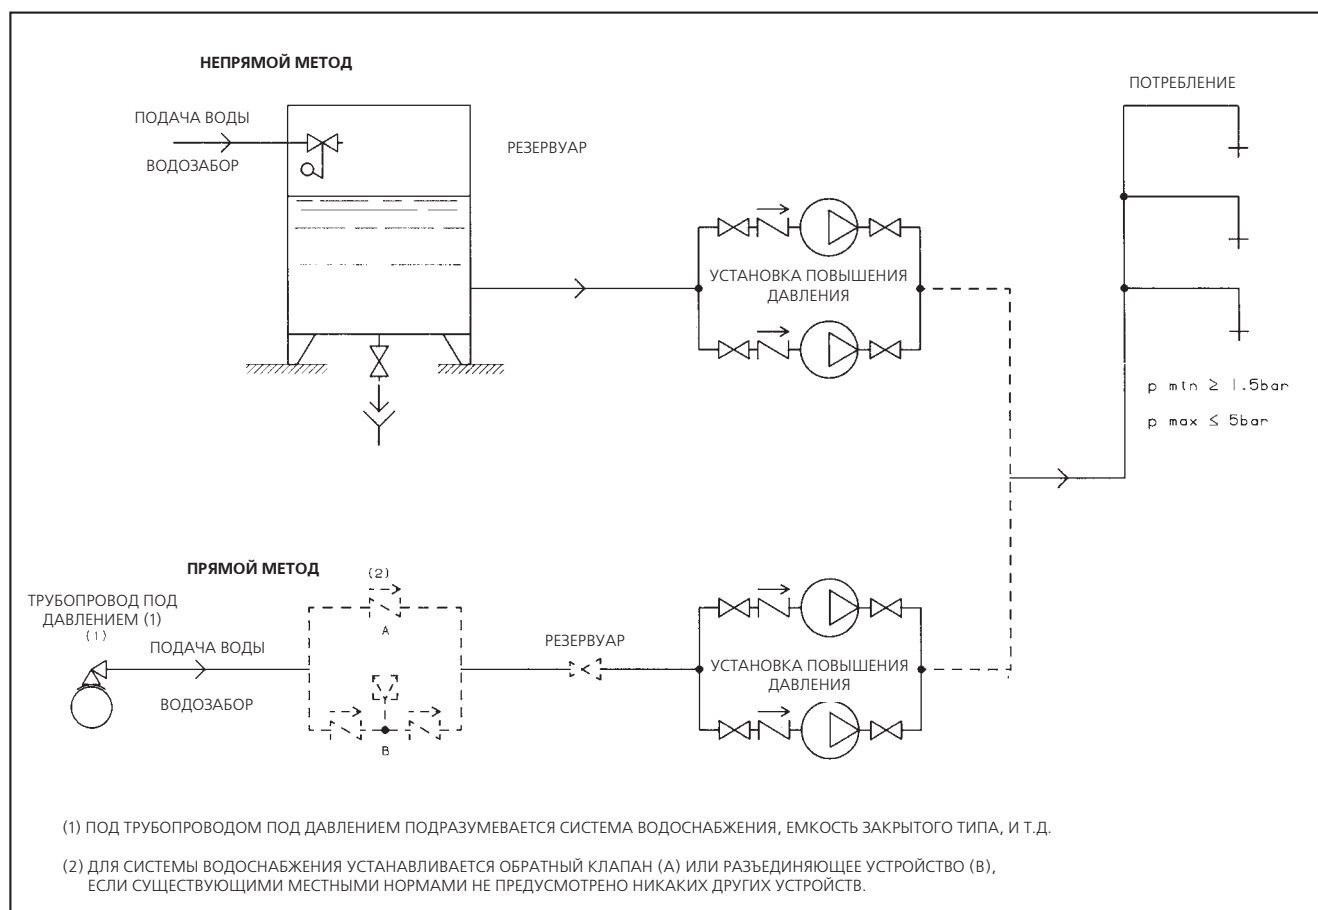 НЕПРЯМОЙ МЕТОД
ПОТРЕБЛЕНИЕ
ПОДАЧА ВОДЫ
ВОДОЗАБОР
РЕЗЕРВУАР
УСТАНОВКА ПОВЫШЕНИЯ
ДАВЛЕНИЯ
p min ≥ 1.5bar
p max ≤ 5bar
ПРЯМОЙ МЕТОД
(2)
ТРУБОПРОВОД ПОД
ДАВЛЕНИЕМ (1)
(1)
A
ПОДАЧА ВОДЫ
ВОДОЗАБОР
РЕЗЕРВУАР
УСТАНОВКА ПОВЫШЕНИЯ
ДАВЛЕНИЯ
B
(1) ПОД ТРУБОПРОВОДОМ ПОД ДАВЛЕНИЕМ ПОДРАЗУМЕВАЕТСЯ СИСТЕМА ВОДОСНАБЖЕНИЯ, ЕМКОСТЬ ЗАКРЫТОГО ТИПА, И Т.Д.
(2) ДЛЯ СИСТЕМЫ ВОДОСНАБЖЕНИЯ УСТАНАВЛИВАЕТСЯ ОБРАТНЫЙ КЛАПАН (А) ИЛИ РАЗЪЕДИНЯЮЩЕЕ УСТРОЙСТВО (В),
ЕСЛИ СУЩЕСТВУЮЩИМИ МЕСТНЫМИ НОРМАМИ НЕ ПРЕДУСМОТРЕНО НИКАКИХ ДРУГИХ УСТРОЙСТВ.